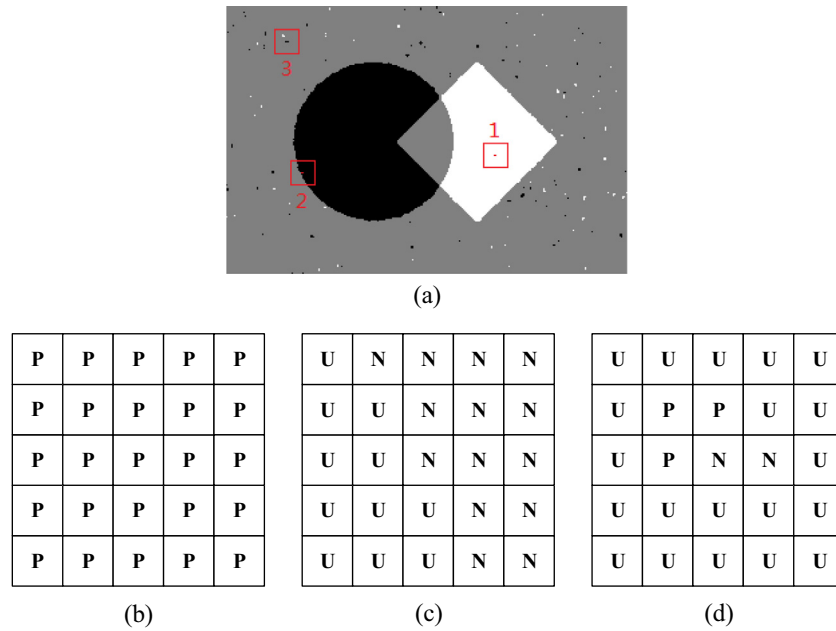 3
1
2
(a)
P P P P P
P P P P P
P P P P P
P P P P P
P P P P P
(b)
U N N N N
U U N N N
U U N N N
U U U N N
U U U N N
(c)
U U U U U
U P P U U
U P N N U
U U U U U
U U U U U
(d)